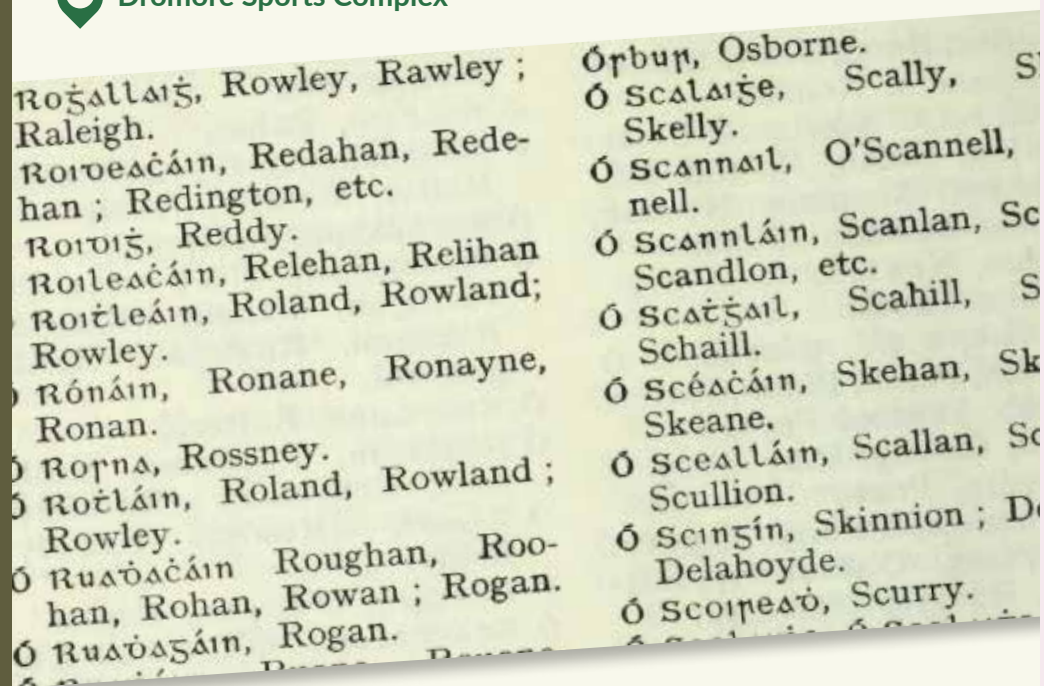 Dromore Sports Complex
Roġallaiġ, Rowley, Rawley ;
Raleigh.
Roideaċáin, Redahan, Rede-
han ; Redington, etc.
Roidiġ, Reddy.
Roileaċáin, Relehan, Relihan
Roiṫleáin, Roland, Rowland;
Rowley.
Ó Rónáin, Ronane, Ronayne,
Ronan.
Ó Rosna, Rossney.
Ó Roṫláin, Roland, Rowland ;
Rowley.
Ó Ruaḋaċáin Roughan, Roo-
han, Rohan, Rowan ; Rogan.
Ó Ruaḋagáin, Rogan.
Ósbur, Osborne.
Ó Scalaiġe, Scally,
Skelly.
Ó Scannail, O'Scannell,
nell.
Ó Scannláin, Scanlan,
Scandlon, etc.
Ó Scaṫġail, Scahill,
Schaill.
Ó Scéaċáin, Skehan,
Skeane.
Ó Scealláin, Scallan,
Scullion.
Ó Scingín, Skinnion ;
Delahoyde.
Ó Scoireaḋ, Scurry.